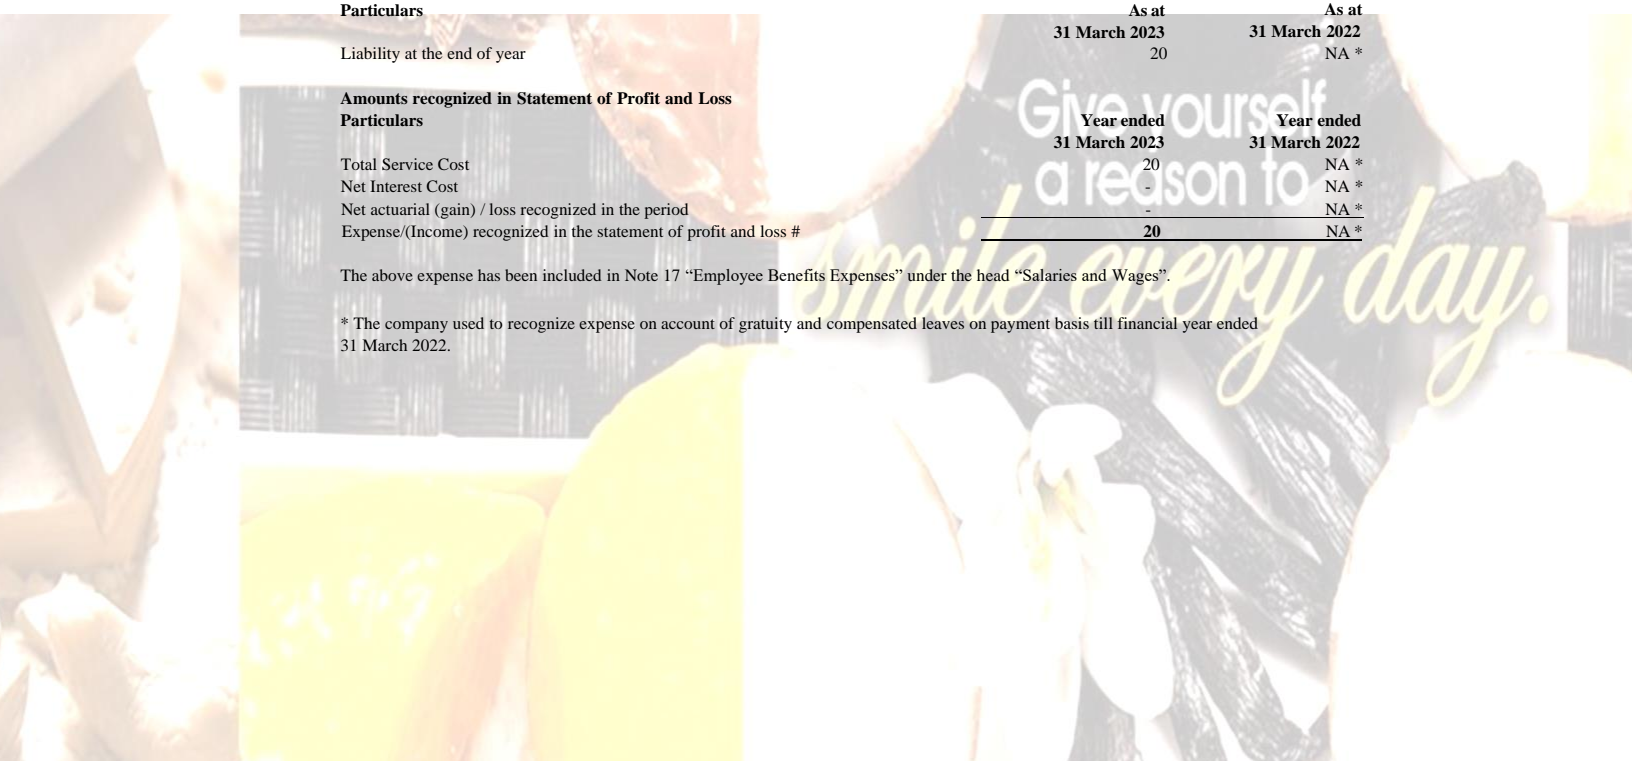 Particulars As at As at
31 March 2023 31 March 2022
Liability at the end of year 20 NA *
Amounts recognized in Statement of Profit and Loss
Particulars Year ended Year ended
31 March 2023 31 March 2022
Total Service Cost 20 NA *
Net Interest Cost - NA *
Net actuarial (gain) / loss recognized in the period - NA *
Expense/(Income) recognized in the statement of profit and loss # 20 NA *
The above expense has been included in Note 17 “Employee Benefits Expenses” under the head “Salaries and Wages”.
* The company used to recognize expense on account of gratuity and compensated leaves on payment basis till financial year ended
31 March 2022.
Give yourself
a reason to
smile every day.